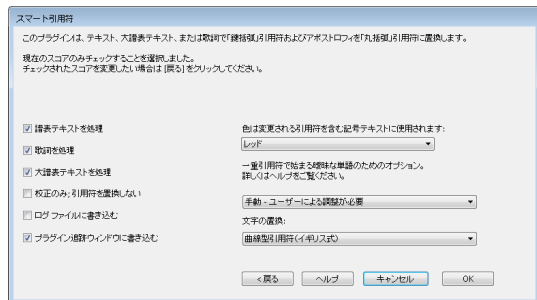 スマート引用符
このプラグインは、テキスト、大譜表テキスト、または歌詞で「鍵括弧」引用符およびアポストロフィを「丸括弧」引用符に置換します。
現在のスコアのみチェックすることを選択しました。
チェックされたスコアを変更したい場合は [戻る] をクリックしてください。
譜表テキストを処理
歌詞を処理
大譜表テキストを処理
校正のみ; 引用符を置換しない
ログ ファイルに書き込む
プラグイン追跡ウィンドウに書き込む
色は変更される引用符を含む記号テキストに使用されます:
レッド
一重引用符で始まる曖昧な単語のためのオプション。
詳しくはヘルプをご覧ください。
手動 - ユーザーによる調整が必要
文字の置換:
曲線型引用符(イギリス式)
<戻る ヘルプ キャンセル OK